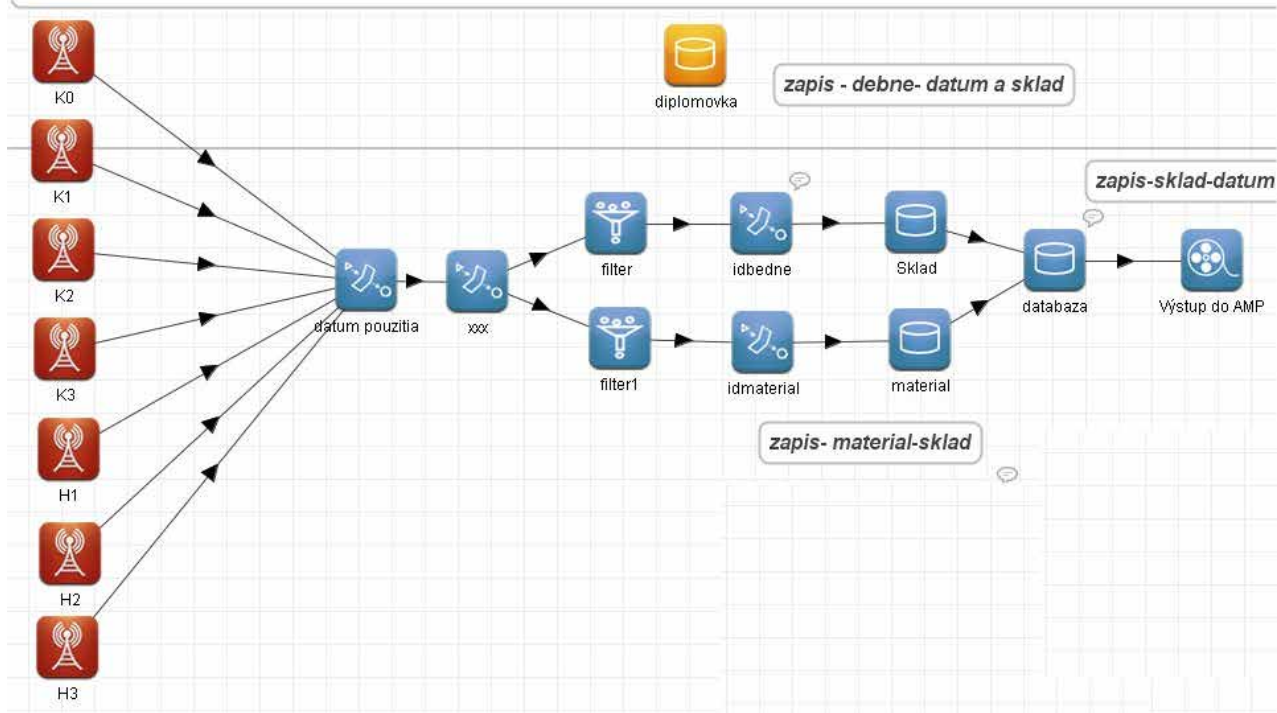 K0
diplomovka
zapis - debne- datum a sklad
K1
zapis-sklad-datum
K2
filter
idbedne
Sklad
databaza
Výstup do AMP
datum pouzitia
xxx
K3
filter1
idmaterial
material
zapis- material-sklad
H1
H2
H3